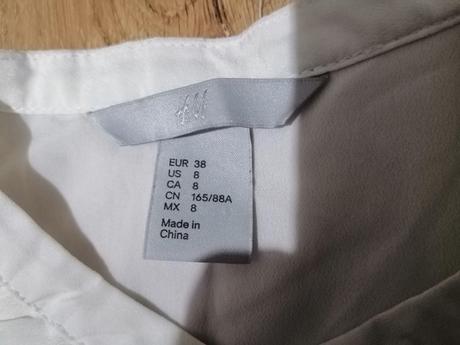 H&M
EUR 38
US 8
CA 8
CN 165/88A
MX 8
Made in
China